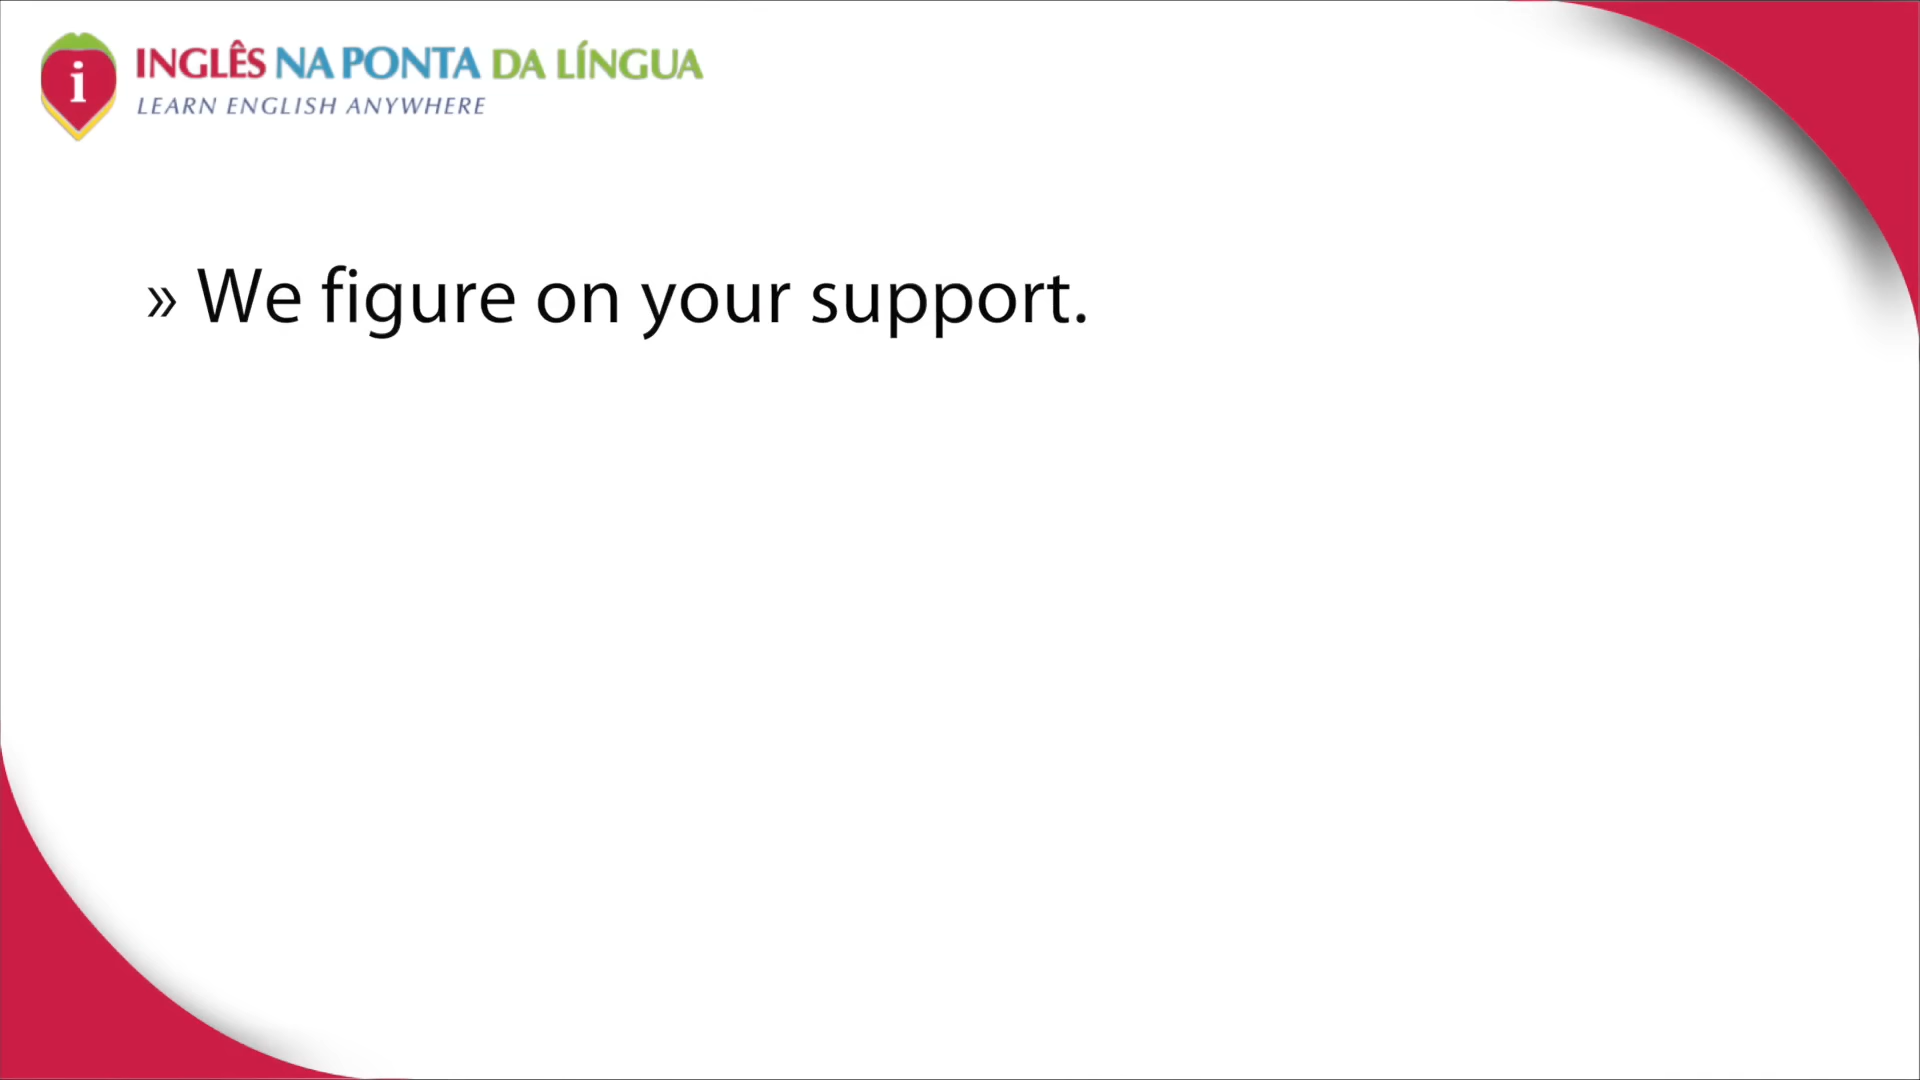 i
INGLÊS NA PONTA DA LÍNGUA
LEARN ENGLISH ANYWHERE
» We figure on your support.